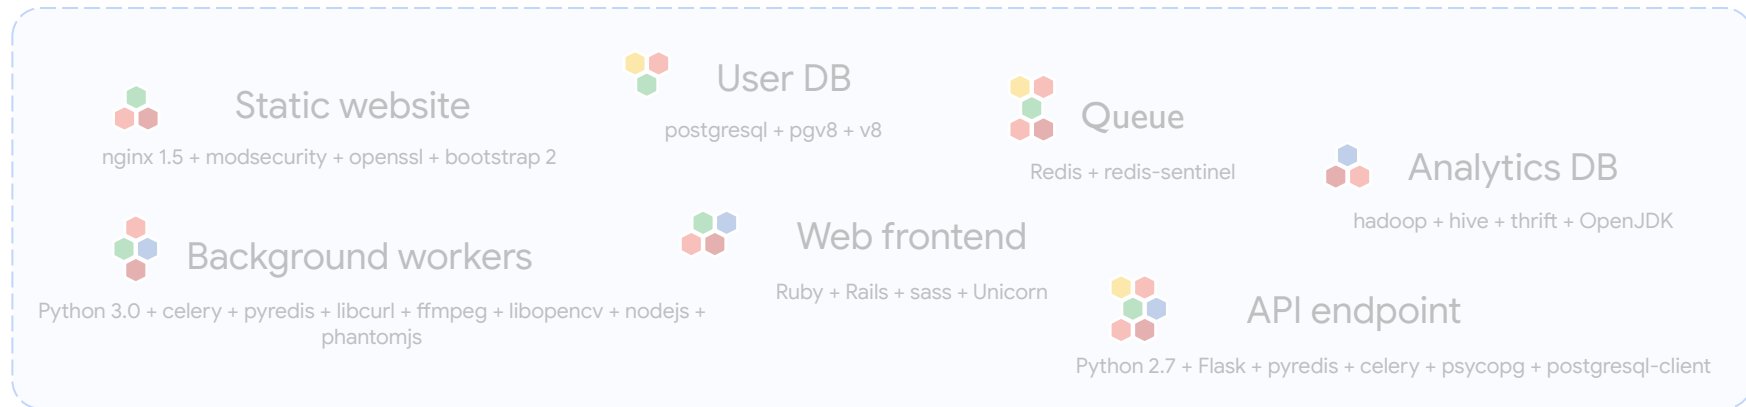 Static website
nginx 1.5 + modsecurity + openssl + bootstrap 2
User DB
postgresql + pgv8 + v8
Queue
Redis + redis-sentinel
Analytics DB
hadoop + hive + thrift + OpenJDK
Background workers
Python 3.0 + celery + pyredis + libcurl + ffmpeg + libopencv + nodejs +
phantomjs
Web frontend
Ruby + Rails + sass + Unicorn
API endpoint
Python 2.7 + Flask + pyredis + celery + psycopg + postgresql-client